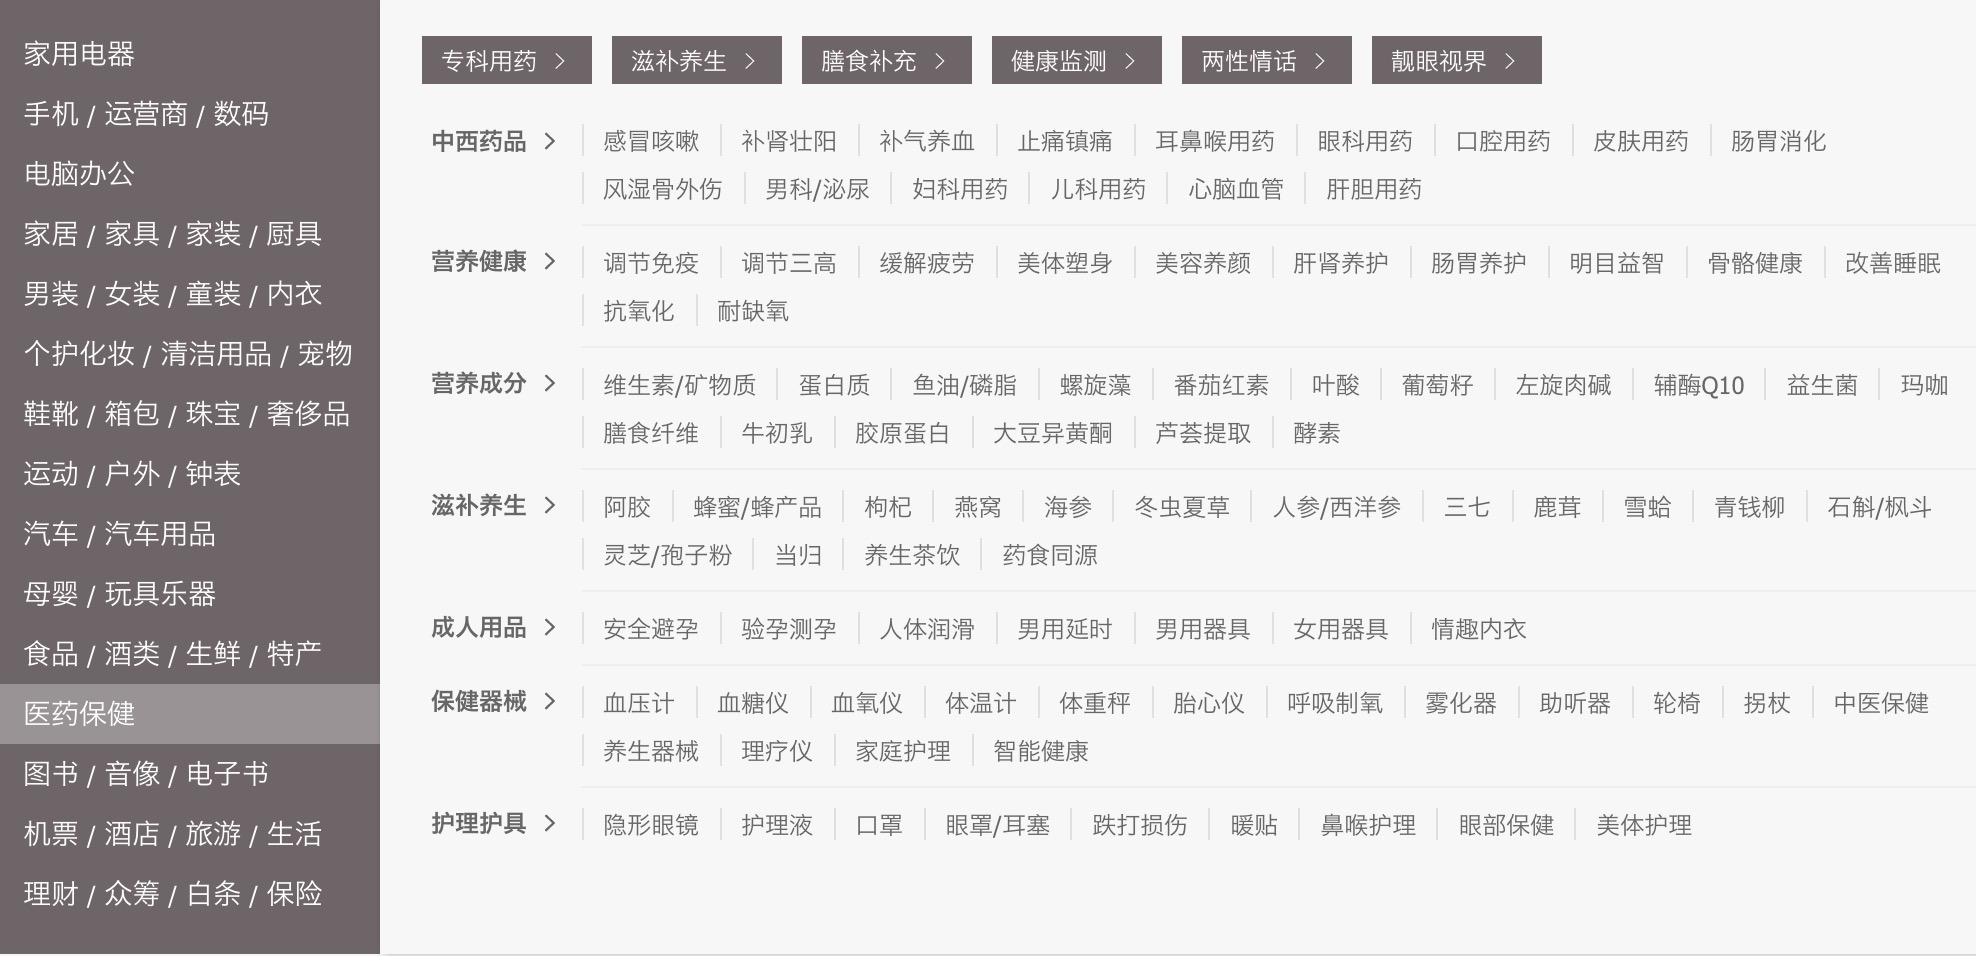 家用电器
手机 / 运营商 / 数码
电脑办公
家居 / 家具 / 家装 / 厨具
男装 / 女装 / 童装 / 内衣
个护化妆 / 清洁用品 / 宠物
鞋靴 / 箱包 / 珠宝 / 奢侈品
运动 / 户外 / 钟表
汽车 / 汽车用品
母婴 / 玩具乐器
食品 / 酒类 / 生鲜 / 特产
医药保健
图书 / 音像 / 电子书
机票 / 酒店 / 旅游 / 生活
理财 / 众筹 / 白条 / 保险
专科用药 > 滋补养生 > 膳食补充 > 健康监测 > 两性情话 > 靓眼视界 >
中西药品 > 感冒咳嗽 补肾壮阳 补气养血 止痛镇痛 耳鼻喉用药 眼科用药 口腔用药 皮肤用药 肠胃消化
风湿骨外伤 男科/泌尿 妇科用药 儿科用药 心脑血管 肝胆用药
营养健康 > 调节免疫 调节三高 缓解疲劳 美体塑身 美容养颜 肝肾养护 肠胃养护 明目益智 骨骼健康 改善睡眠
抗氧化 耐缺氧
营养成分 > 维生素/矿物质 蛋白质 鱼油/磷脂 螺旋藻 番茄红素 叶酸 葡萄籽 左旋肉碱 辅酶Q10 益生菌 玛咖
膳食纤维 牛初乳 胶原蛋白 大豆异黄酮 芦荟提取 酵素
滋补养生 > 阿胶 蜂蜜/蜂产品 枸杞 燕窝 海参 冬虫夏草 人参/西洋参 三七 鹿茸 雪蛤 青钱柳 石斛/枫斗
灵芝/孢子粉 当归 养生茶饮 药食同源
成人用品 > 安全避孕 验孕测孕 人体润滑 男用延时 男用器具 女用器具 情趣内衣
保健器械 > 血压计 血糖仪 血氧仪 体温计 体重秤 胎心仪 呼吸制氧 雾化器 助听器 轮椅 拐杖 中医保健
养生器械 理疗仪 家庭护理 智能健康
护理护具 > 隐形眼镜 护理液 口罩 眼罩/耳塞 跌打损伤 暖贴 鼻喉护理 眼部保健 美体护理